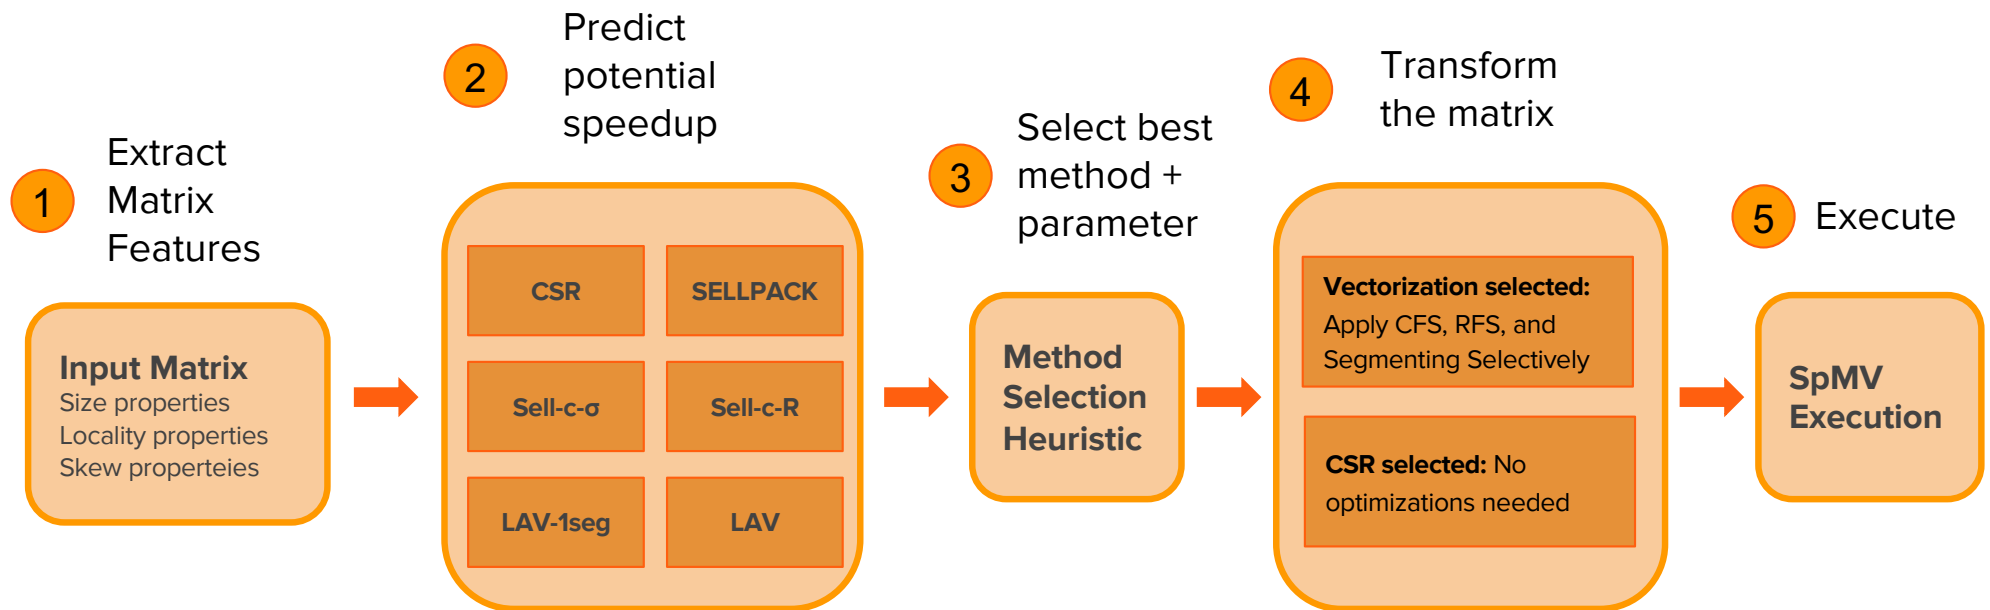 1
Extract
Matrix
Features
Input Matrix
Size properties
Locality properties
Skew properteies
2
Predict
potential
speedup
CSR
SELLPACK
Sell-c-σ
Sell-c-R
LAV-1seg
LAV
3
Select best
method +
parameter
Method
Selection
Heuristic
4
Transform
the matrix
Vectorization selected:
Apply CFS, RFS, and
Segmenting Selectively
CSR selected: No
optimizations needed
5
Execute
SpMV
Execution